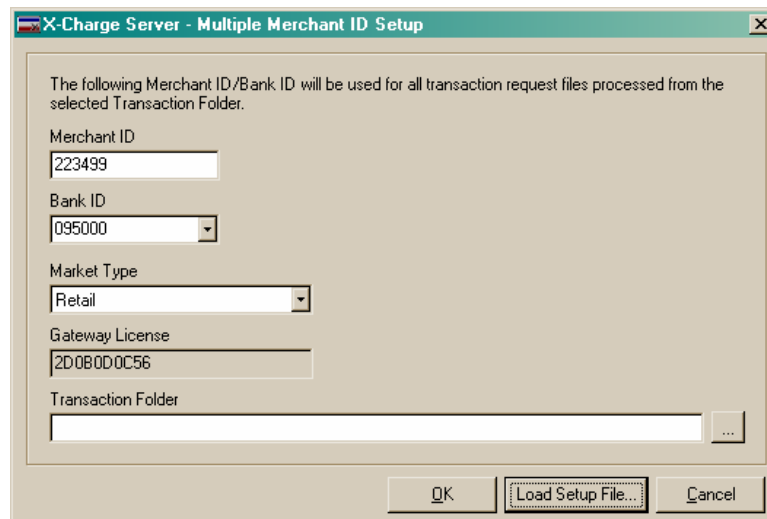 X-Charge Server - Multiple Merchant ID Setup
The following Merchant ID/Bank ID will be used for all transaction request files processed from the
selected Transaction Folder.
Merchant ID
223499
Bank ID
095000
Market Type
Retail
Gateway License
2D0B0D0C56
Transaction Folder
...
OK Load Setup File... Cancel